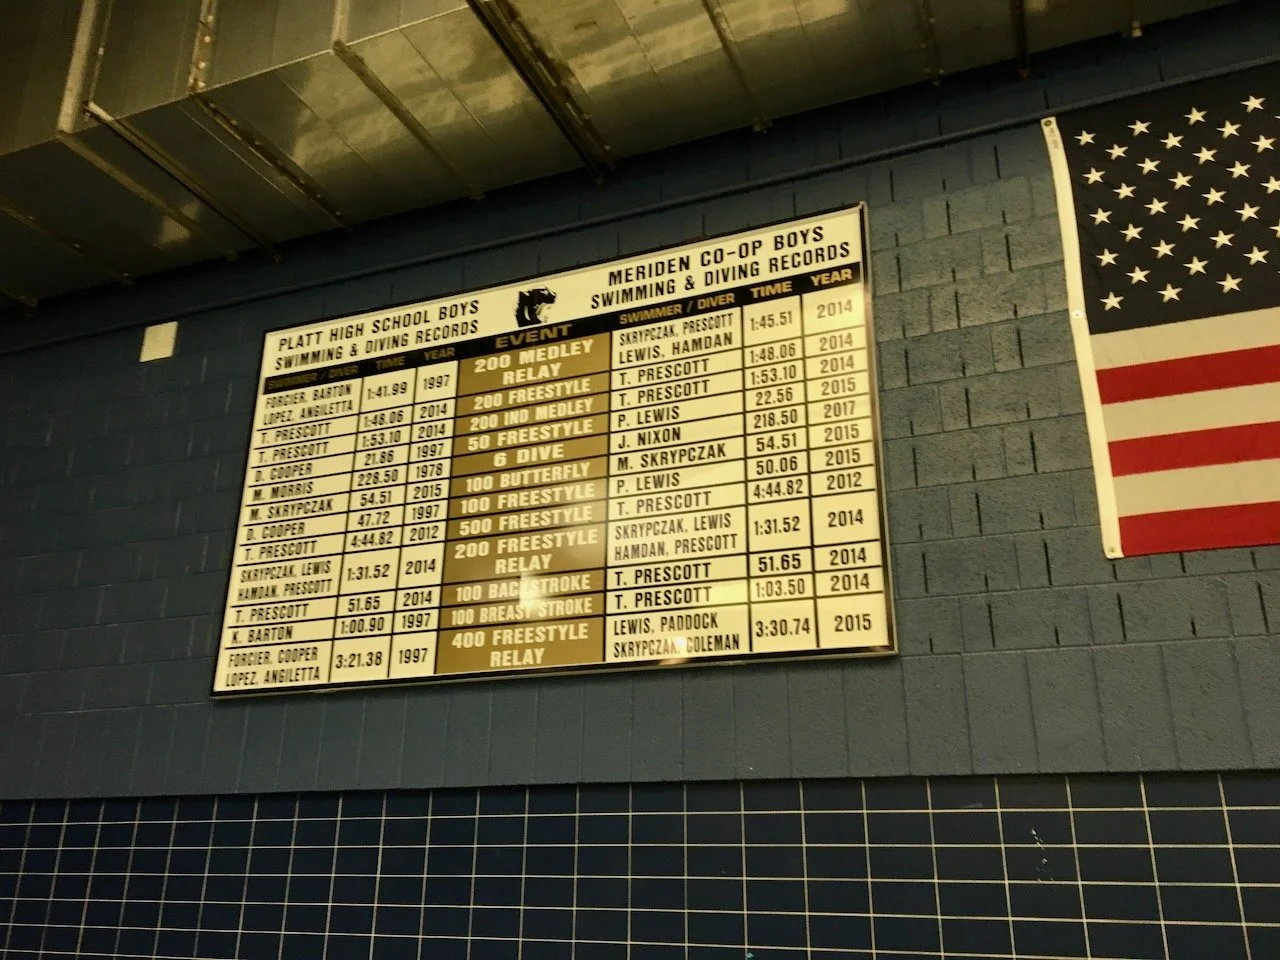 PLATT HIGH SCHOOL BOYS
SWIMMING & DIVING RECORDS
MERIDEN CO-OP BOYS
SWIMMING & DIVING RECORDS
SWIMMER / DIVER TIME YEAR EVENT SWIMMER / DIVER TIME YEAR
FORCIER, BARTON
LOPEZ, ANGILETTA 1:41.99 1997
200 MEDLEY
RELAY
SKRYPCZAK, PRESCOTT
LEWIS, HAMDAN 1:45.51 2014
T. PRESCOTT 1:48.06 2014 200 FREESTYLE T. PRESCOTT 1:48.06 2014
T. PRESCOTT 1:53.10 2014 200 IND MEDLEY T. PRESCOTT 1:53.10 2014
D. COOPER 21.86 1997 50 FREESTYLE P. LEWIS 22.56 2015
M. MORRIS 228.50 1978 6 DIVE J. NIXON 218.50 2017
M. SKRYPCZAK 54.51 2015 100 BUTTERFLY M. SKRYPCZAK 54.51 2015
D. COOPER 47.72 1997 100 FREESTYLE P. LEWIS 50.06 2015
T. PRESCOTT 4:44.82 2012 500 FREESTYLE T. PRESCOTT 4:44.82 2012
SKRYPCZAK, LEWIS
HAMDAN, PRESCOTT 1:31.52 2014
200 FREESTYLE
RELAY
SKRYPCZAK, LEWIS
HAMDAN, PRESCOTT 1:31.52 2014
T. PRESCOTT 51.65 2014 100 BACKSTROKE T. PRESCOTT 51.65 2014
K. BARTON 1:00.90 1997 100 BREAST STROKE T. PRESCOTT 1:03.50 2014
FORCIER, COOPER
LOPEZ, ANGILETTA 3:21.38 1997
400 FREESTYLE
RELAY
LEWIS, PADDOCK
SKRYPCZAK, COLEMAN 3:30.74 2015